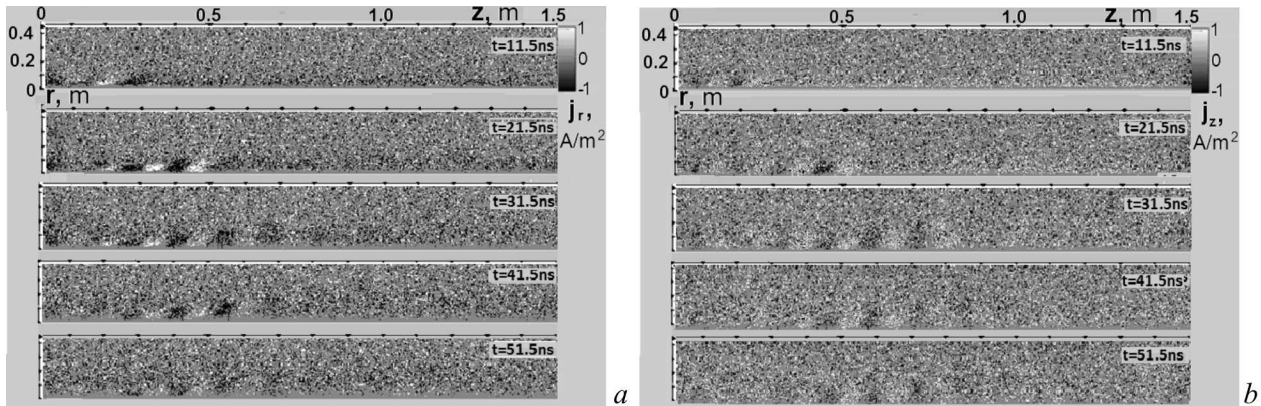 0 0.5 z, m 1.0 1.5
0.4
0.2
0
t=11.5ns
1
0
-1
r, m
j r,
A/m²
t=21.5ns
t=31.5ns
t=41.5ns
t=51.5ns
a
0 0.5 1.0 z, m 1.5
0.4
0.2
0
t=11.5ns
1
0
-1
r, m
j z,
A/m²
t=21.5ns
t=31.5ns
t=41.5ns
t=51.5ns
b